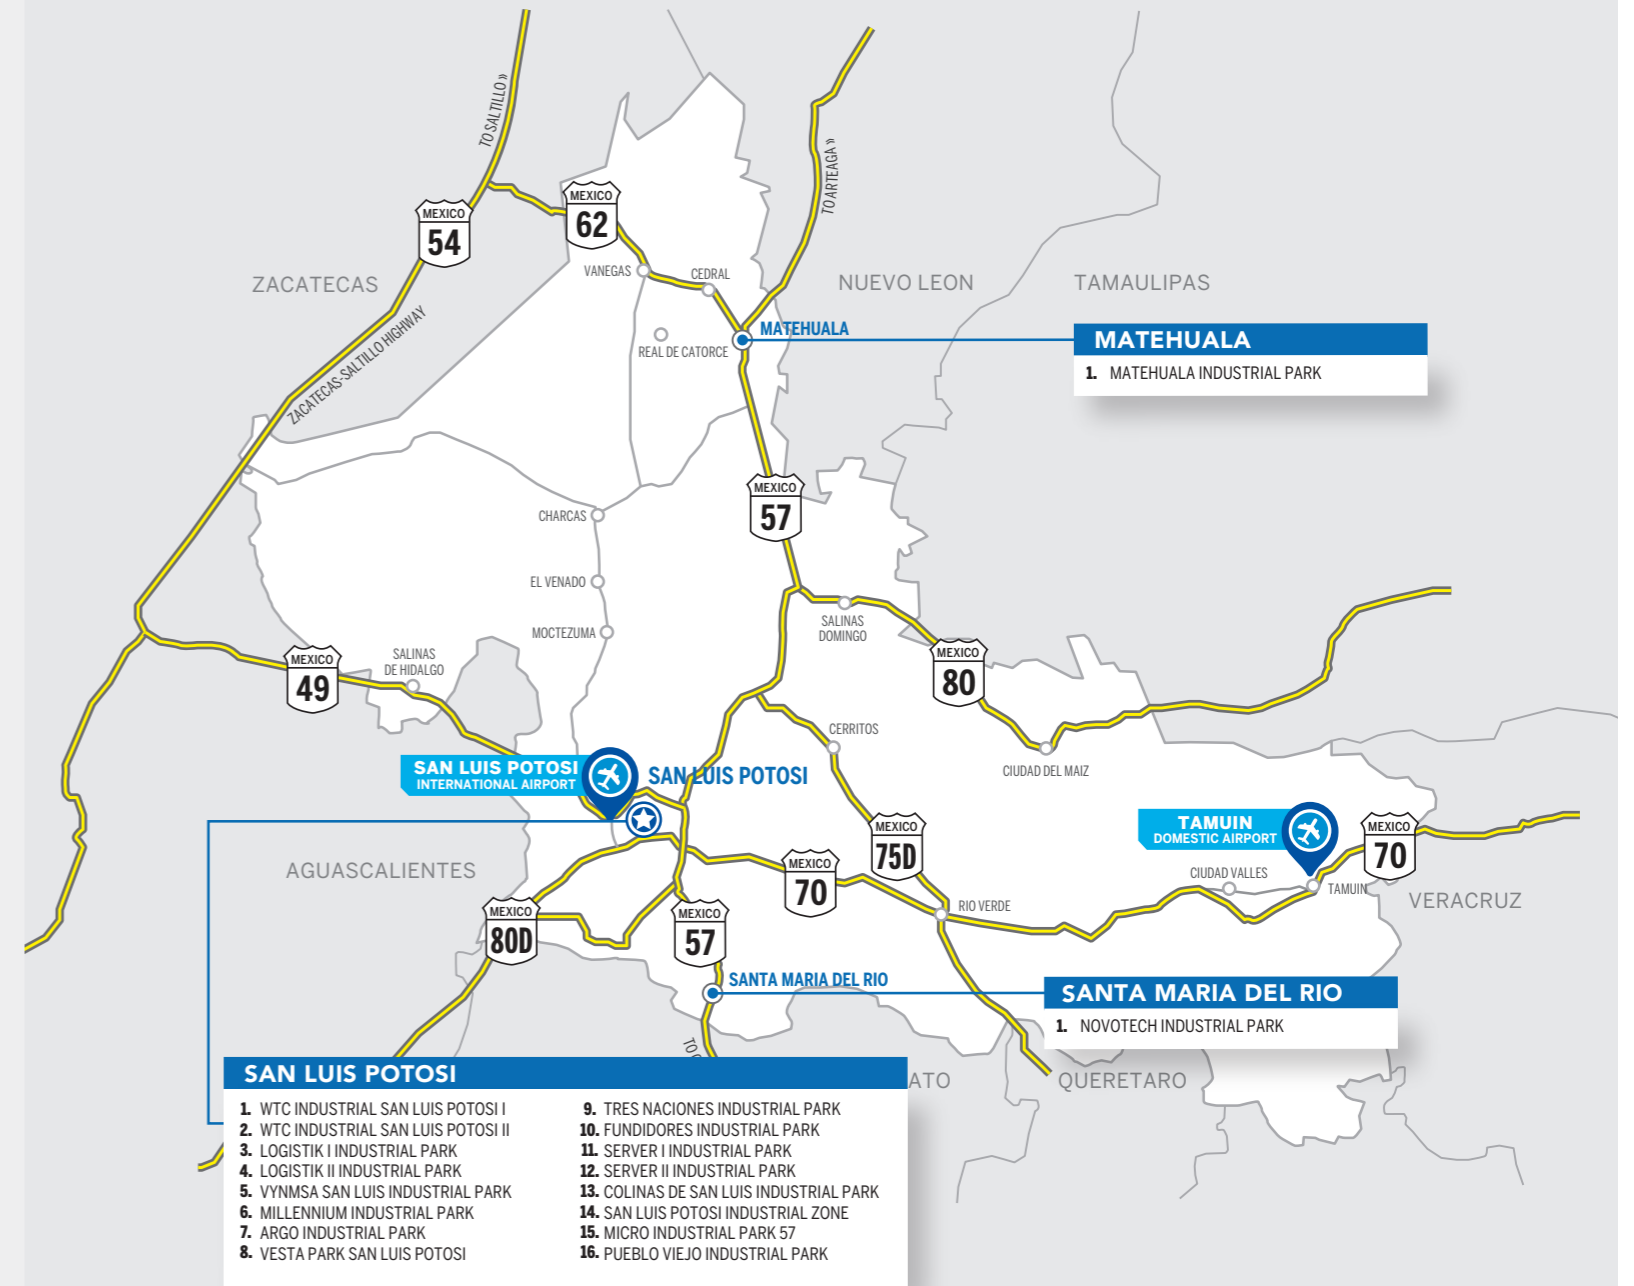 TO SALTILLO »
TO ARTEAGA »
MEXICO
62
MEXICO
54
ZACATECAS
VANEGAS
CEDRAL
NUEVO LEON
TAMAULIPAS
ZACATECAS-SALTILLO HIGHWAY
REAL DE CATORCE
MATEHUALA
MATEHUALA
1. MATEHUALA INDUSTRIAL PARK
MEXICO
57
CHARCAS
EL VENADO
MOCTEZUMA
SALINAS
DOMINGO
MEXICO
49
SALINAS
DE HIDALGO
MEXICO
80
CERRITOS
CIUDAD DEL MAIZ
SAN LUIS POTOSI
INTERNATIONAL AIRPORT
SAN LUIS POTOSI
TAMUIN
DOMESTIC AIRPORT
MEXICO
75D
MEXICO
70
AGUASCALIENTES
MEXICO
70
CIUDAD VALLES
TAMUIN
VERACRUZ
MEXICO
80D
MEXICO
57
RIO VERDE
SANTA MARIA DEL RIO
SANTA MARIA DEL RIO
1. NOVOTECH INDUSTRIAL PARK
TO
ATO
QUERETARO
SAN LUIS POTOSI
1. WTC INDUSTRIAL SAN LUIS POTOSI I
2. WTC INDUSTRIAL SAN LUIS POTOSI II
3. LOGISTIK I INDUSTRIAL PARK
4. LOGISTIK II INDUSTRIAL PARK
5. VYNMSA SAN LUIS INDUSTRIAL PARK
6. MILLENNIUM INDUSTRIAL PARK
7. ARGO INDUSTRIAL PARK
8. VESTA PARK SAN LUIS POTOSI
9. TRES NACIONES INDUSTRIAL PARK
10. FUNDIDORES INDUSTRIAL PARK
11. SERVER I INDUSTRIAL PARK
12. SERVER II INDUSTRIAL PARK
13. COLINAS DE SAN LUIS INDUSTRIAL PARK
14. SAN LUIS POTOSI INDUSTRIAL ZONE
15. MICRO INDUSTRIAL PARK 57
16. PUEBLO VIEJO INDUSTRIAL PARK